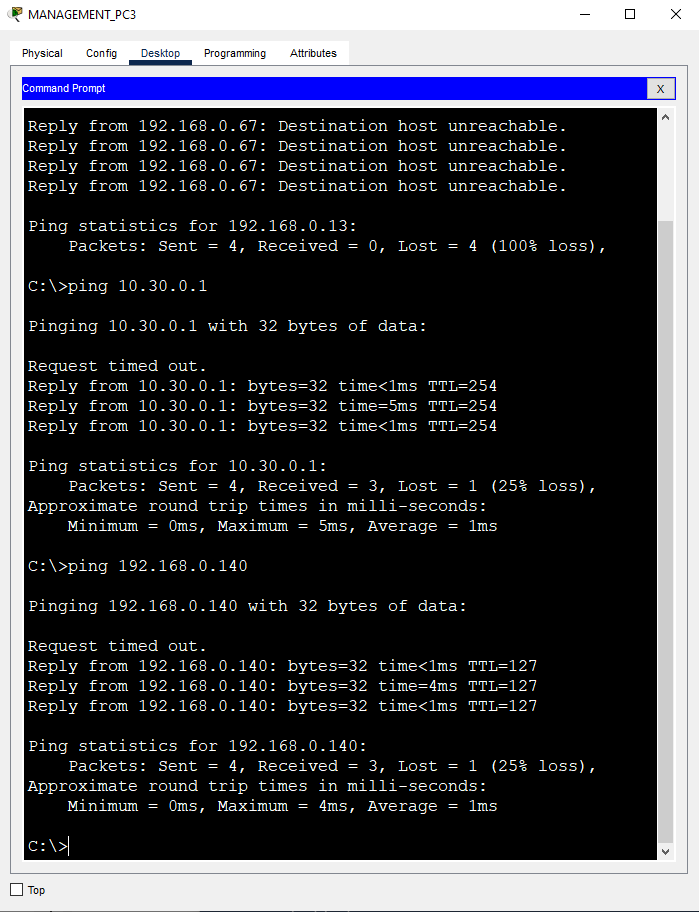 MANAGEMENT_PC3
Physical Config Desktop Programming Attributes
Command Prompt X
Reply from 192.168.0.67: Destination host unreachable.
Reply from 192.168.0.67: Destination host unreachable.
Reply from 192.168.0.67: Destination host unreachable.
Reply from 192.168.0.67: Destination host unreachable.
Ping statistics for 192.168.0.13:
Packets: Sent = 4, Received = 0, Lost = 4 (100% loss),
C:\>ping 10.30.0.1
Pinging 10.30.0.1 with 32 bytes of data:
Request timed out.
Reply from 10.30.0.1: bytes=32 time<1ms TTL=254
Reply from 10.30.0.1: bytes=32 time=5ms TTL=254
Reply from 10.30.0.1: bytes=32 time<1ms TTL=254
Ping statistics for 10.30.0.1:
Packets: Sent = 4, Received = 3, Lost = 1 (25% loss),
Approximate round trip times in milli-seconds:
Minimum = 0ms, Maximum = 5ms, Average = 1ms
C:\>ping 192.168.0.140
Pinging 192.168.0.140 with 32 bytes of data:
Request timed out.
Reply from 192.168.0.140: bytes=32 time<1ms TTL=127
Reply from 192.168.0.140: bytes=32 time=4ms TTL=127
Reply from 192.168.0.140: bytes=32 time<1ms TTL=127
Ping statistics for 192.168.0.140:
Packets: Sent = 4, Received = 3, Lost = 1 (25% loss),
Approximate round trip times in milli-seconds:
Minimum = 0ms, Maximum = 4ms, Average = 1ms
C:\>
Top